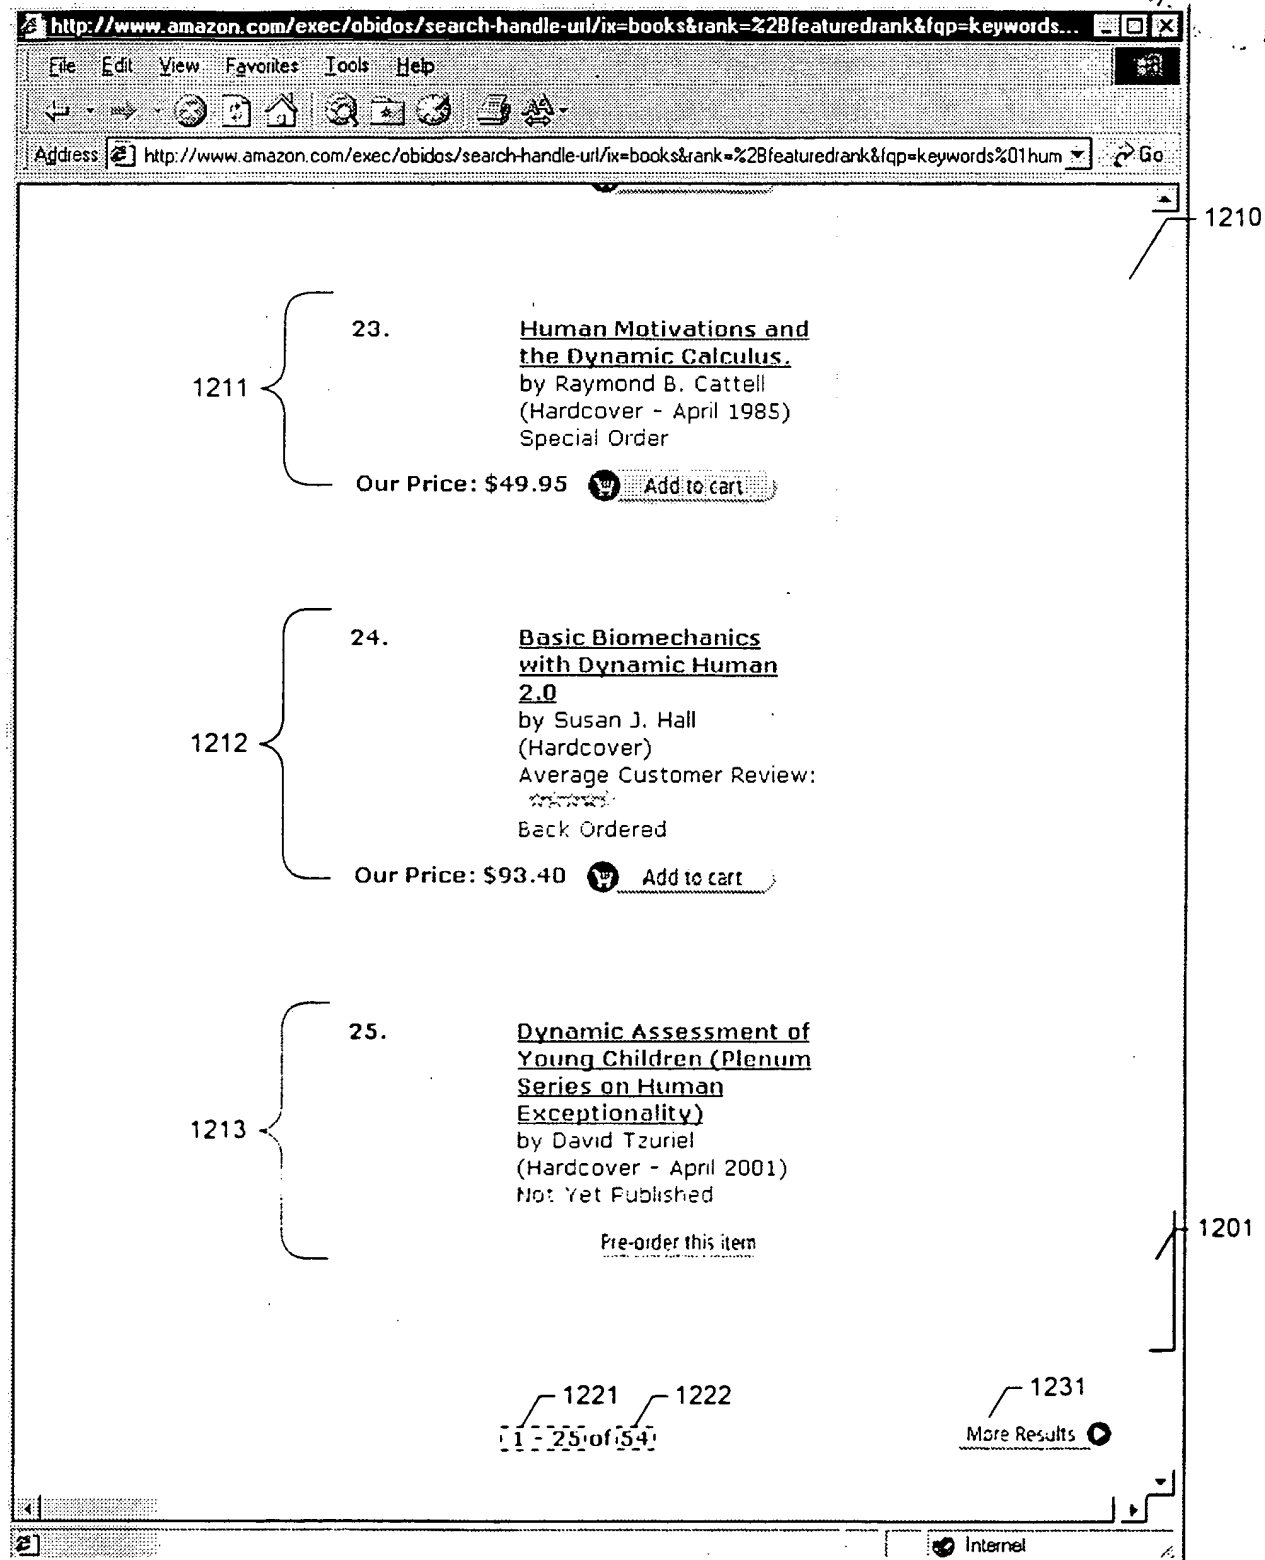 http://www.amazon.com/exec/obidos/search-handle-url/ix=books&rank=%2Bfeaturedrank&fqp=keywords...
File Edit View Favorites Tools Help
Address http://www.amazon.com/exec/obidos/search-handle-url/ix=books&rank=%2Bfeaturedrank&fqp=keywords%01hum Go
1210
23. Human Motivations and
the Dynamic Calculus.
1211 by Raymond B. Cattell
(Hardcover - April 1985)
Special Order
Our Price: $49.95 Add to cart
24. Basic Biomechanics
with Dynamic Human
2.0
by Susan J. Hall
1212 (Hardcover)
Average Customer Review:
Back Ordered
Our Price: $93.40 Add to cart
25. Dynamic Assessment of
Young Children (Plenum
Series on Human
Exceptionality)
1213 by David Tzuriel
(Hardcover - April 2001)
Not Yet Published
1201
Pre-order this item
1221 1222 1231
1 - 25 of 54 More Results
Internet